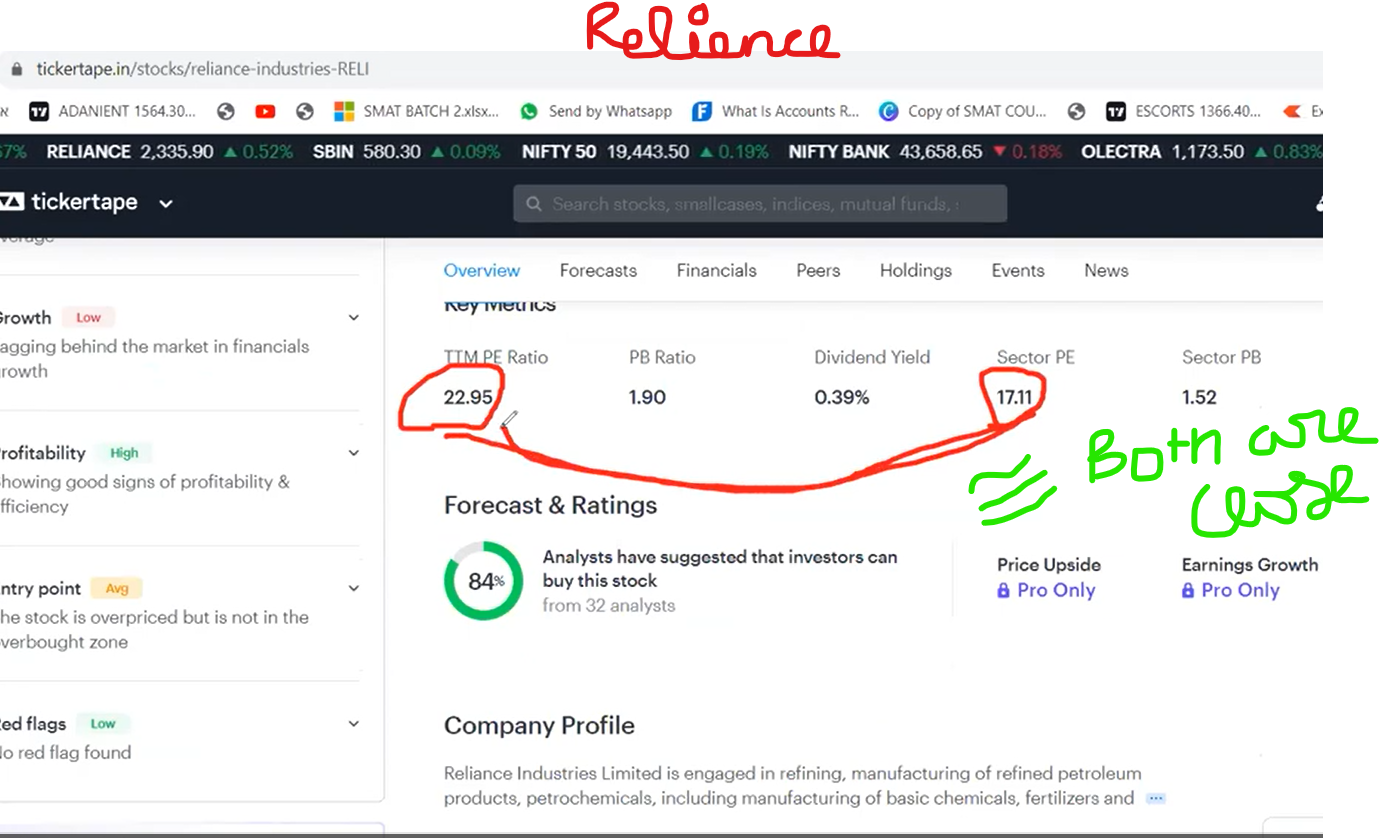 Relience
tickertape.in/stocks/reliance-industries-RELI
ADANIENT 1564.30... SMAT BATCH 2.xlsx... Send by Whatsapp What Is Accounts R... Copy of SMAT COU... ESCORTS 1366.40... Ex
67% RELIANCE 2,335.90 ▲ 0.52% SBIN 580.30 ▲ 0.09% NIFTY 50 19,443.50 ▲ 0.19% NIFTY BANK 43,658.65 ▼ 0.18% OLECTRA 1,173.50 ▲ 0.83%
tickertape
Search stocks, smallcases, indices, mutual funds,
Overview Forecasts Financials Peers Holdings Events News
Growth Low
agging behind the market in financials
rowth
rofitability High
howing good signs of profitability &
fficiency
ntry point Avg
he stock is overpriced but is not in the
verbought zone
ed flags Low
o red flag found
Key Metrics
TTM PE Ratio PB Ratio Dividend Yield Sector PE Sector PB
22.95 1.90 0.39% 17.11 1.52
Both are
close
Forecast & Ratings
84%
Analysts have suggested that investors can
buy this stock
from 32 analysts
Price Upside Earnings Growth
Pro Only Pro Only
Company Profile
Reliance Industries Limited is engaged in refining, manufacturing of refined petroleum
products, petrochemicals, including manufacturing of basic chemicals, fertilizers and ...